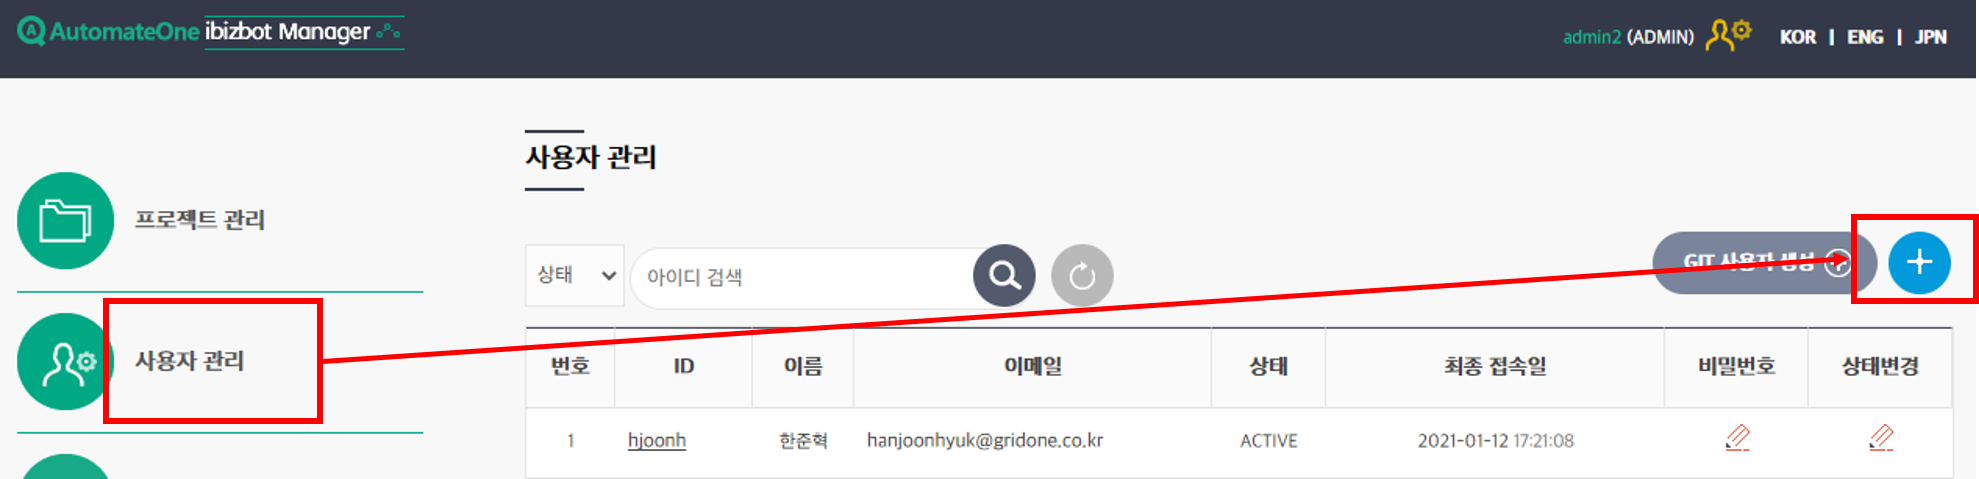 AutomateOne ibizbot Manager
admin2 (ADMIN) KOR | ENG | JPN
사용자 관리
프로젝트 관리
상태 아이디 검색 GIT 사용자 생성
사용자 관리
번호 ID 이름 이메일 상태 최종 접속일 비밀번호 상태변경
1 hjoonh 한준혁 hanjoonhyuk@gridone.co.kr ACTIVE 2021-01-12 17:21:08